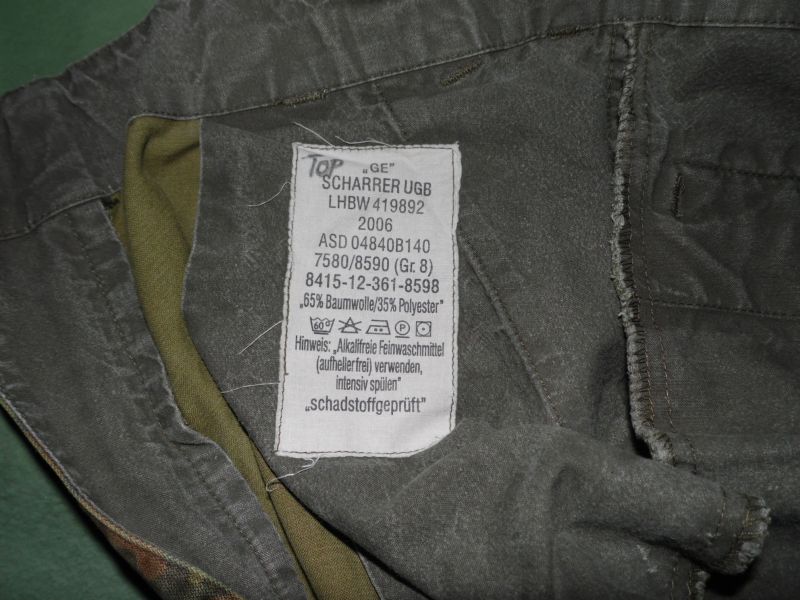 TOP „GE"
SCHARRER UGB
LHBW 419892
2006
ASD 04840B140
7580/8590 (Gr. 8)
8415-12-361-8598
„65% Baumwolle/35% Polyester"
60° P
Hinweis: „Alkalifreie Feinwaschmittel
(aufhellerfrei) verwenden,
intensiv spülen"
„schadstoffgeprüft"